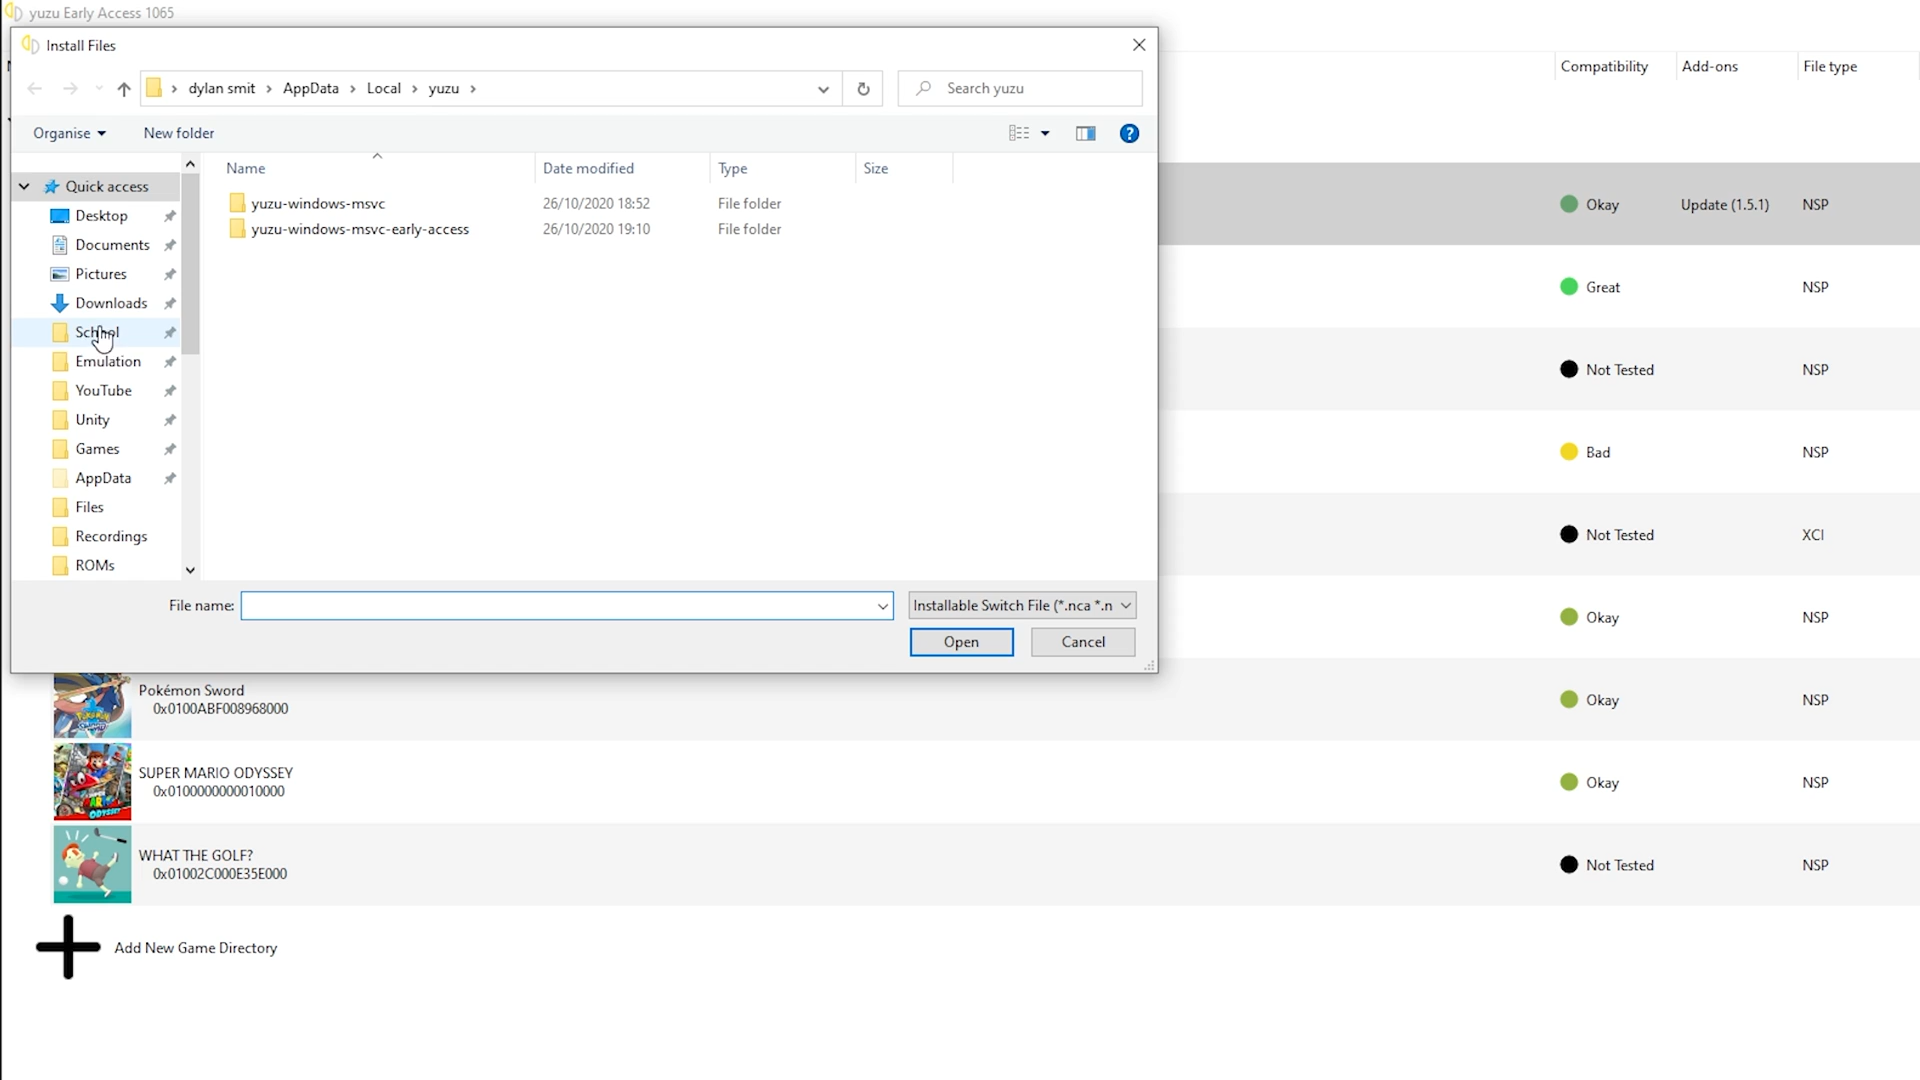 yuzu Early Access 1065
Install Files
dylan smit > AppData > Local > yuzu >
Search yuzu
Compatibility Add-ons File type
Organise New folder
Name Date modified Type Size
Quick access
Desktop
Documents
Pictures
Downloads
School
Emulation
YouTube
Unity
Games
AppData
Files
Recordings
ROMs
yuzu-windows-msvc 26/10/2020 18:52 File folder
yuzu-windows-msvc-early-access 26/10/2020 19:10 File folder
File name: Installable Switch File (*.nca *.n
Open Cancel
Okay Update (1.5.1) NSP
Great NSP
Not Tested NSP
Bad NSP
Not Tested XCI
Okay NSP
Pokémon Sword
0x0100ABF008968000
Okay NSP
SUPER MARIO ODYSSEY
0x0100000000010000
Okay NSP
WHAT THE GOLF?
0x01002C000E35E000
Not Tested NSP
Add New Game Directory